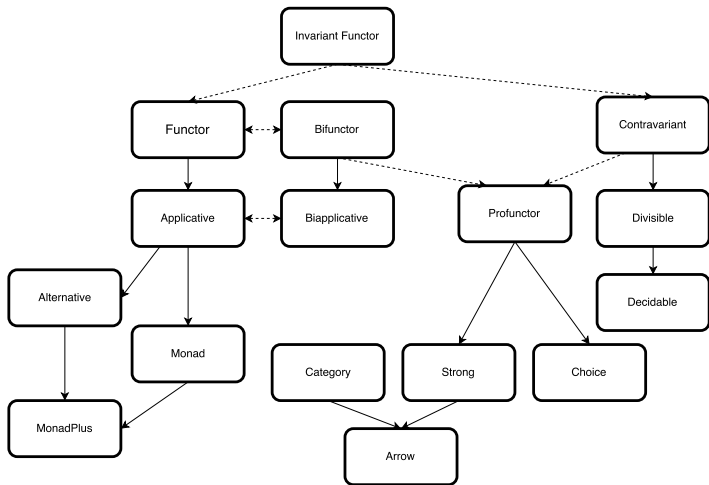 Invariant Functor
Functor
Bifunctor
Contravariant
Applicative
Biapplicative
Profunctor
Divisible
Alternative
Decidable
Monad
Category
Strong
Choice
MonadPlus
Arrow